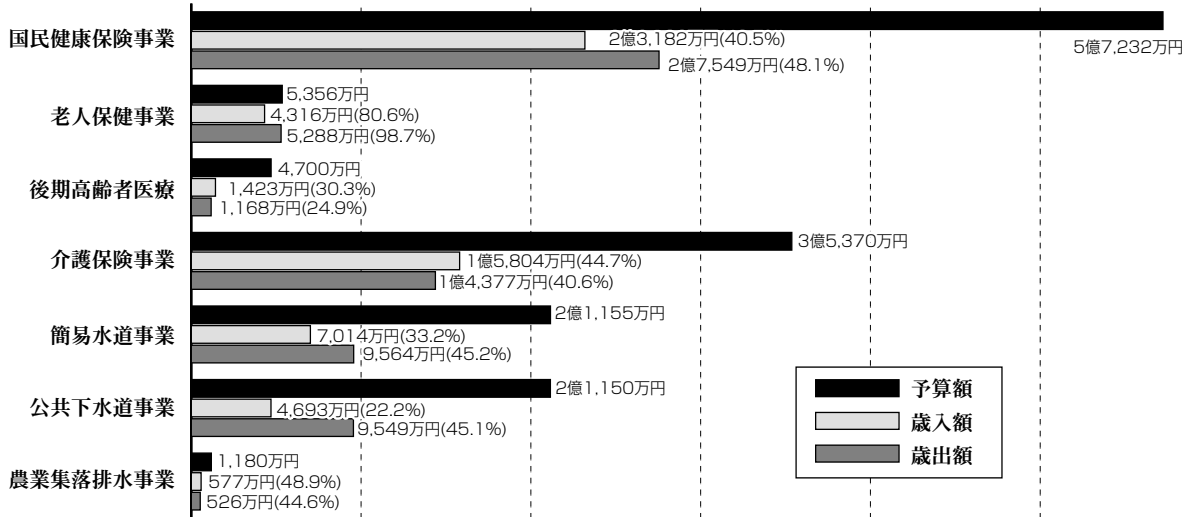 国民健康保険事業
5億7,232万円
2億3,182万円(40.5%)
2億7,549万円(48.1%)
老人保健事業
5,356万円
4,316万円(80.6%)
5,288万円(98.7%)
後期高齢者医療
4,700万円
1,423万円(30.3%)
1,168万円(24.9%)
介護保険事業
3億5,370万円
1億5,804万円(44.7%)
1億4,377万円(40.6%)
簡易水道事業
2億1,155万円
7,014万円(33.2%)
9,564万円(45.2%)
公共下水道事業
2億1,150万円
4,693万円(22.2%)
9,549万円(45.1%)
農業集落排水事業
1,180万円
577万円(48.9%)
526万円(44.6%)
予算額
歳入額
歳出額